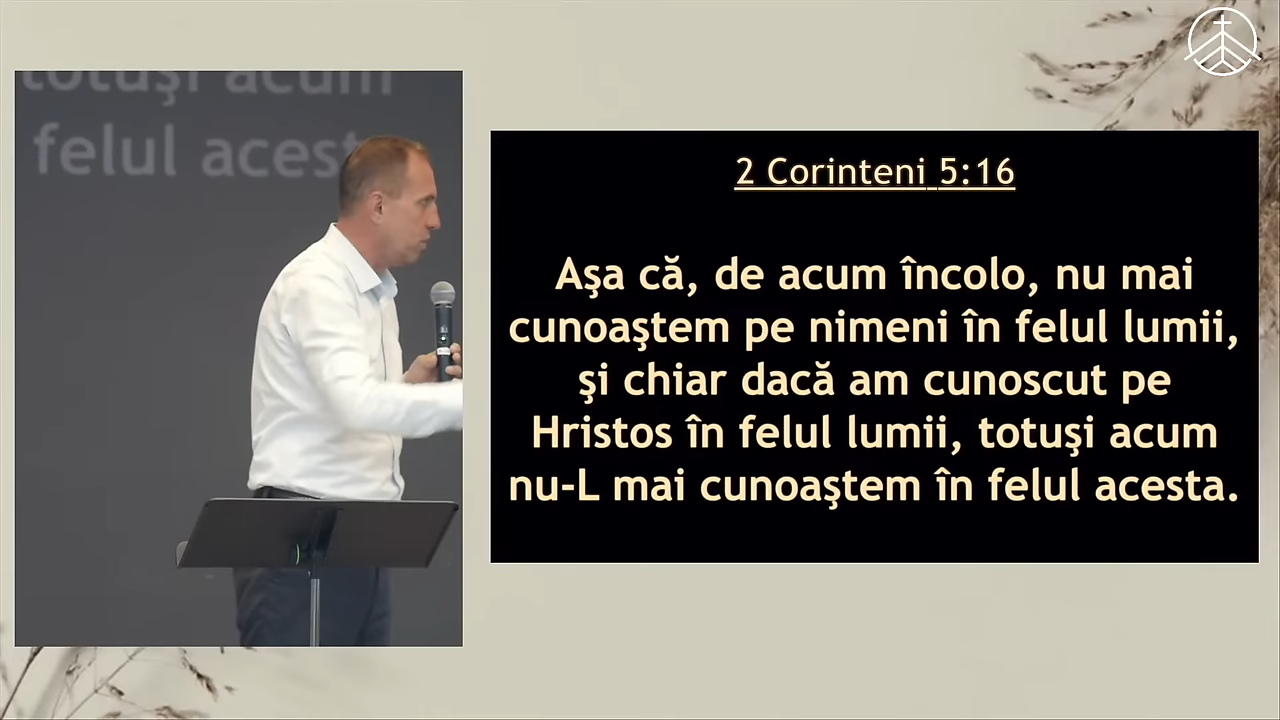 totuşi acum
felul acest
2 Corinteni 5:16
Aşa că, de acum încolo, nu mai
cunoaştem pe nimeni în felul lumii,
şi chiar dacă am cunoscut pe
Hristos în felul lumii, totuşi acum
nu-L mai cunoaştem în felul acesta.